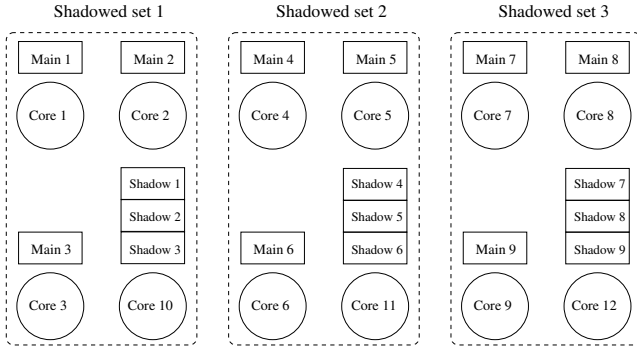 Shadowed set 1
Shadowed set 2
Shadowed set 3
Main 1
Main 2
Main 4
Main 5
Main 7
Main 8
Core 1
Core 2
Core 4
Core 5
Core 7
Core 8
Shadow 1
Shadow 4
Shadow 7
Shadow 2
Shadow 5
Shadow 8
Main 3
Shadow 3
Main 6
Shadow 6
Main 9
Shadow 9
Core 3
Core 10
Core 6
Core 11
Core 9
Core 12